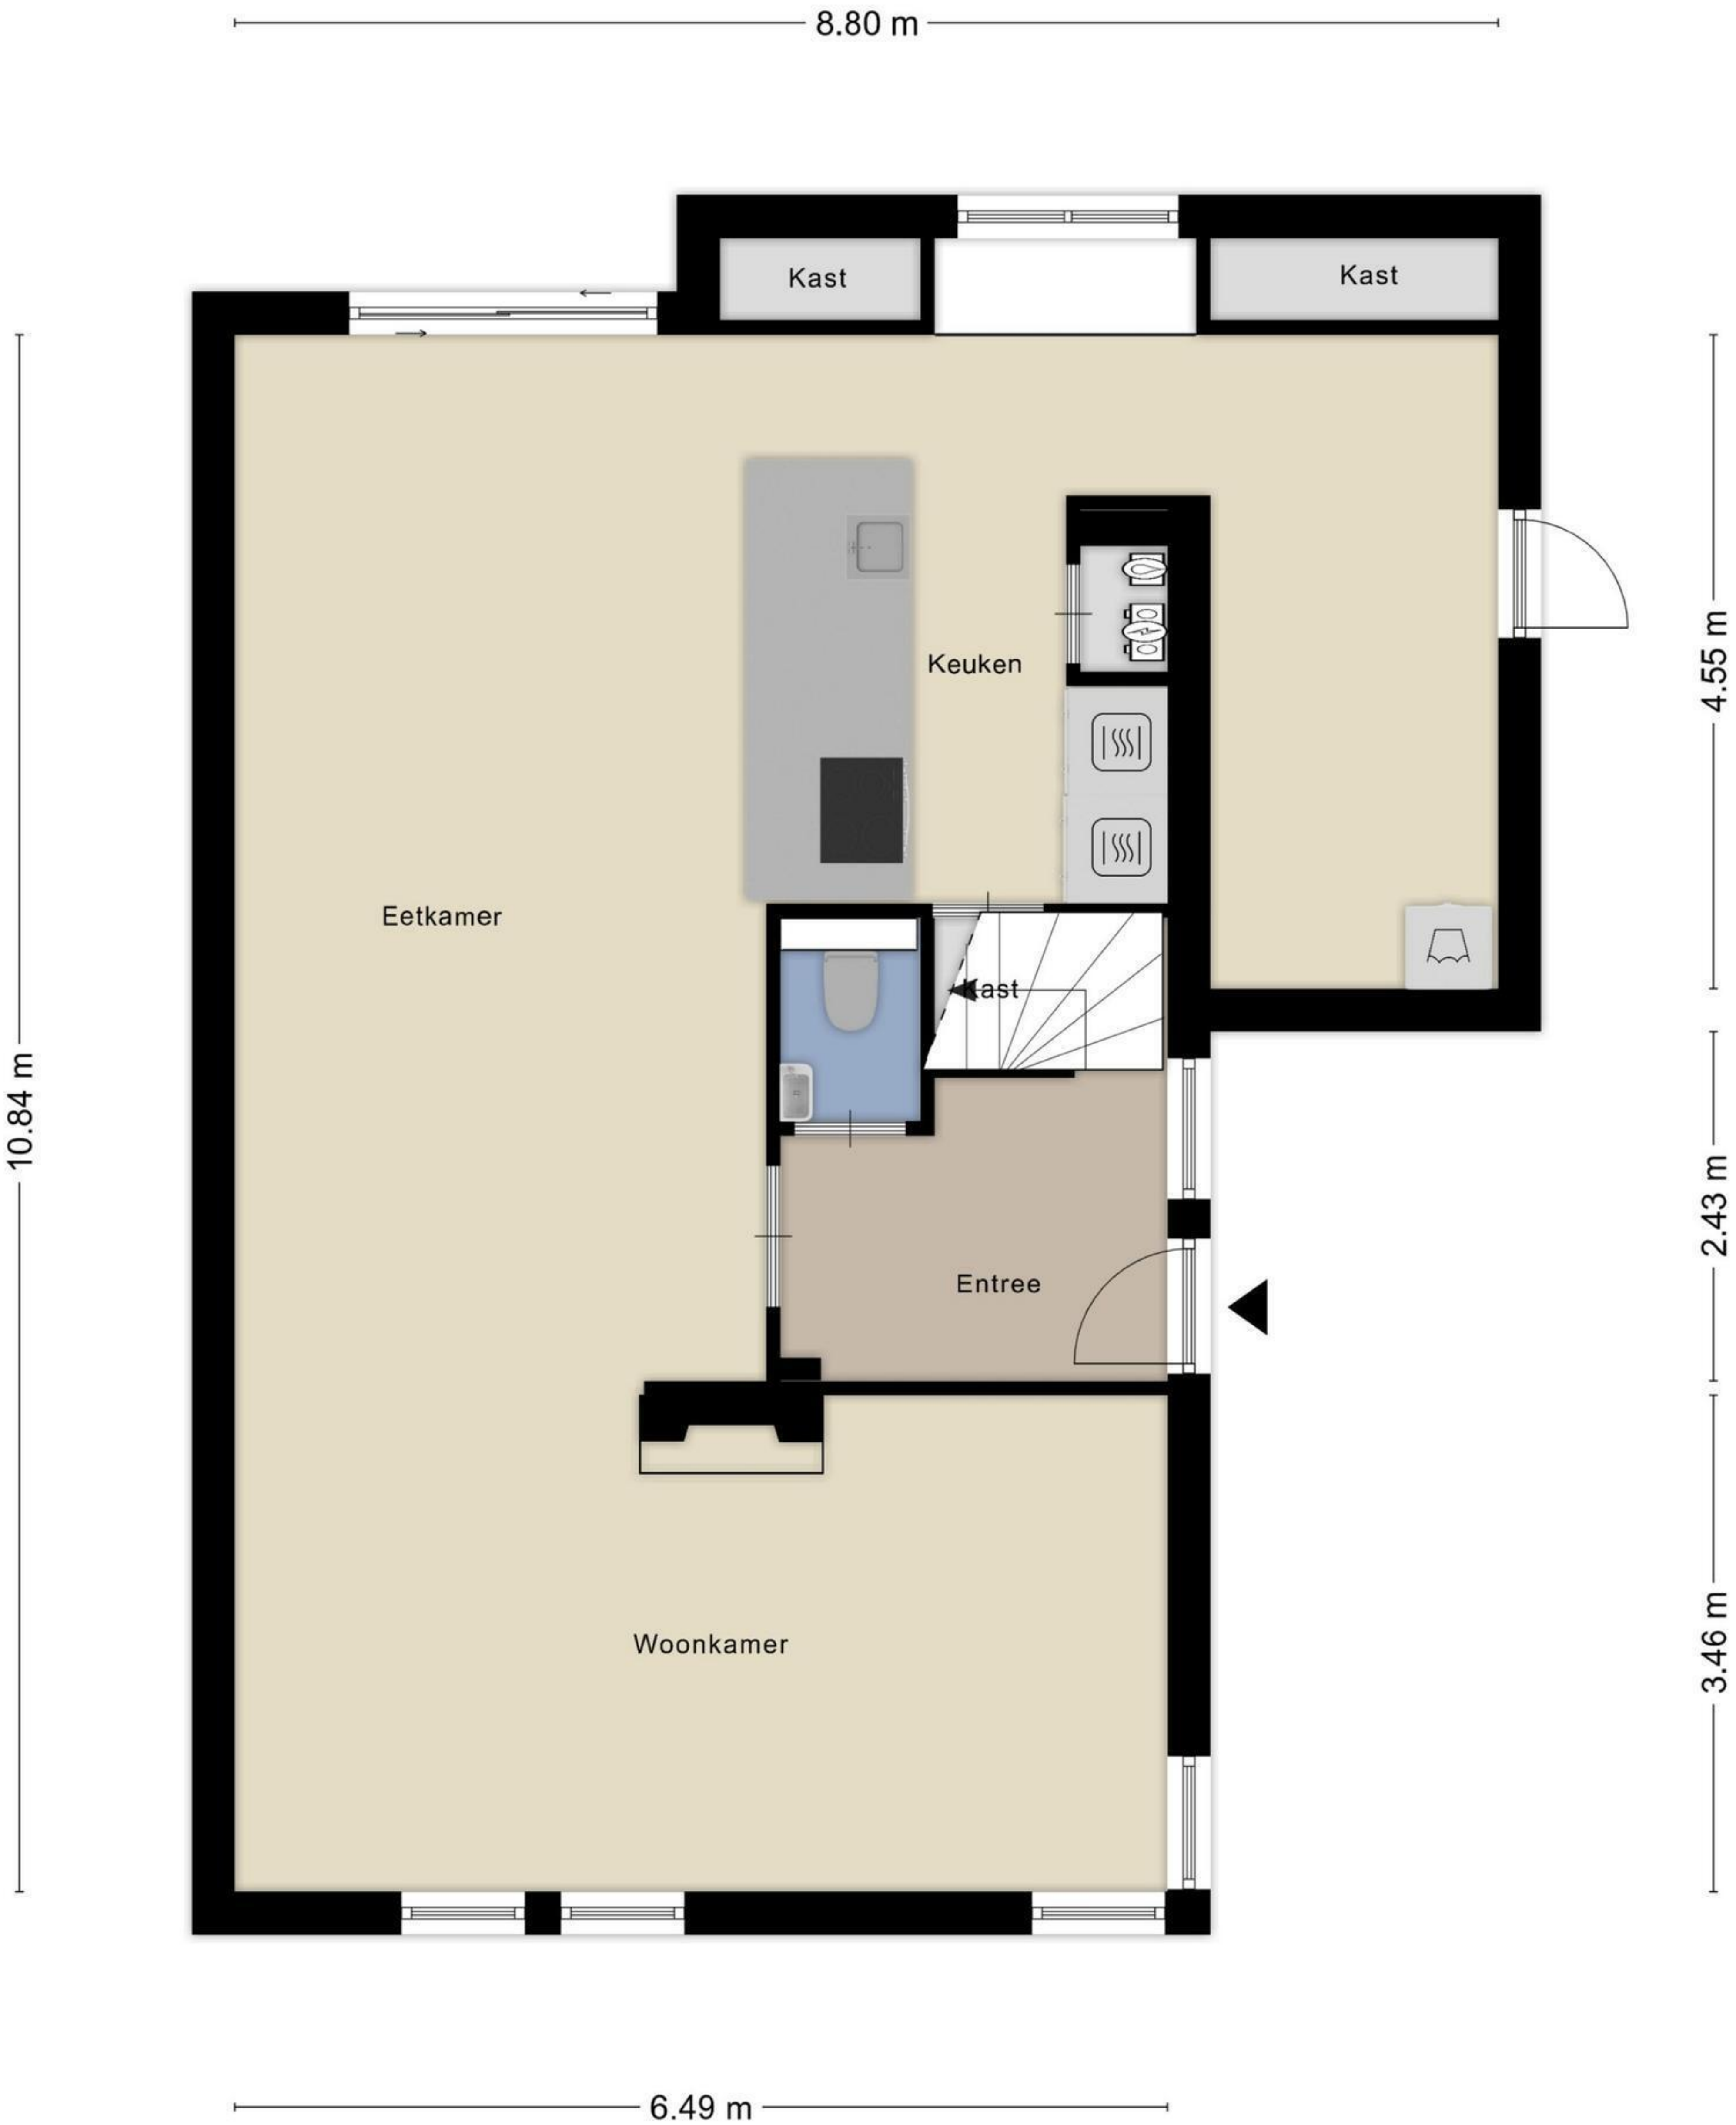 8.80 m
Kast
Kast
4.55 m
Keuken
Eetkamer
Kast
10.84 m
2.43 m
Entree
3.46 m
Woonkamer
6.49 m